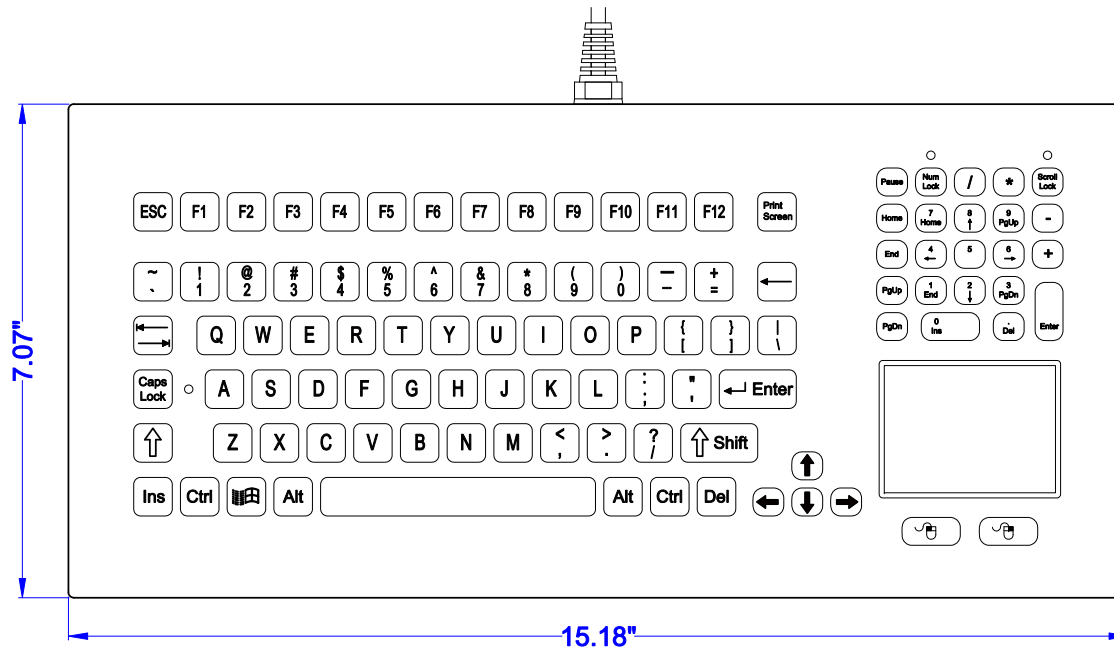 Pause Num Lock / * Scroll Lock
ESC F1 F2 F3 F4 F5 F6 F7 F8 F9 F10 F11 F12 Print Screen
Home 7 Home 8 ↑ 9 PgUp -
End 4 ← 5 6 → +
~ ` ! 1 @ 2 # 3 $ 4 % 5 ^ 6 & 7 * 8 ( 9 ) 0 — – + = ←
PgUp 1 End 2 ↓ 3 PgDn Enter
PgDn 0 Ins . Del
Q W E R T Y U I O P { [ } ] | \
Caps Lock A S D F G H J K L : ; " ' ↵ Enter
Z X C V B N M < , > . ? / ⇧ Shift
Ins Ctrl Alt Alt Ctrl Del
7.07"
15.18"